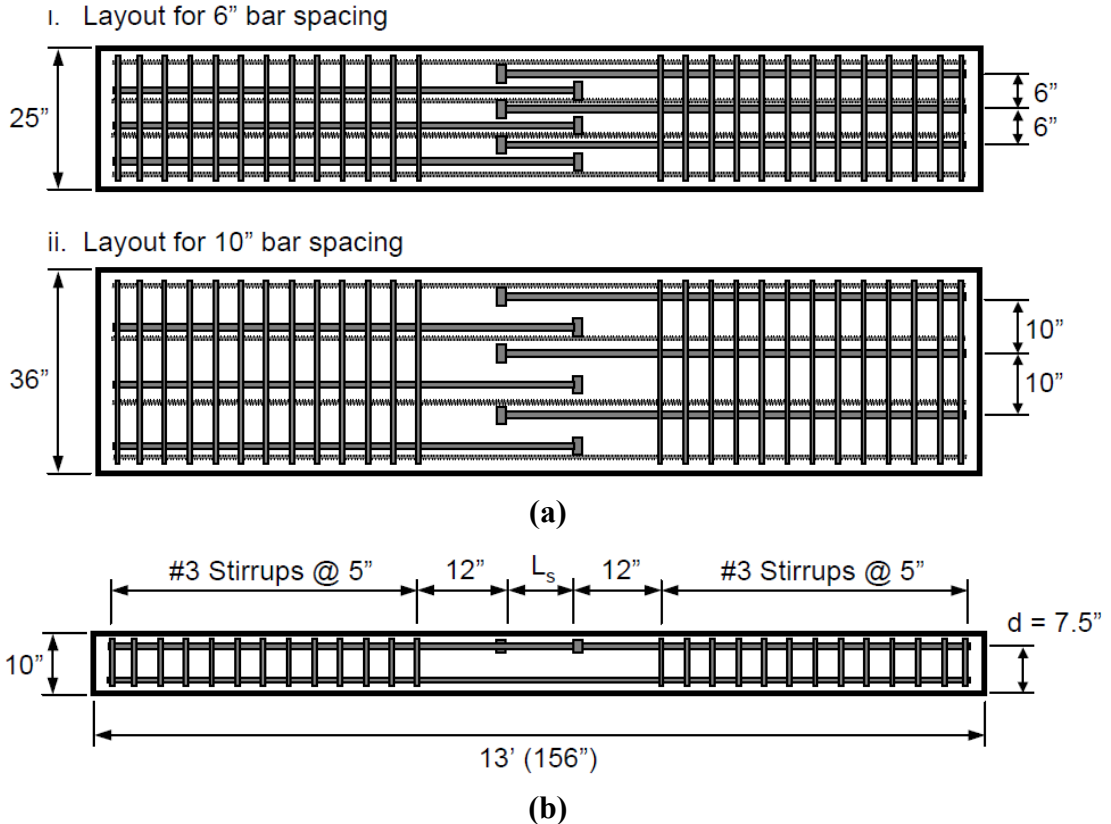 i. Layout for 6” bar spacing
25”
6”
6”
ii. Layout for 10” bar spacing
36”
10”
10”
(a)
#3 Stirrups @ 5” 12” Ls 12” #3 Stirrups @ 5”
10”
d = 7.5”
13’ (156”)
(b)